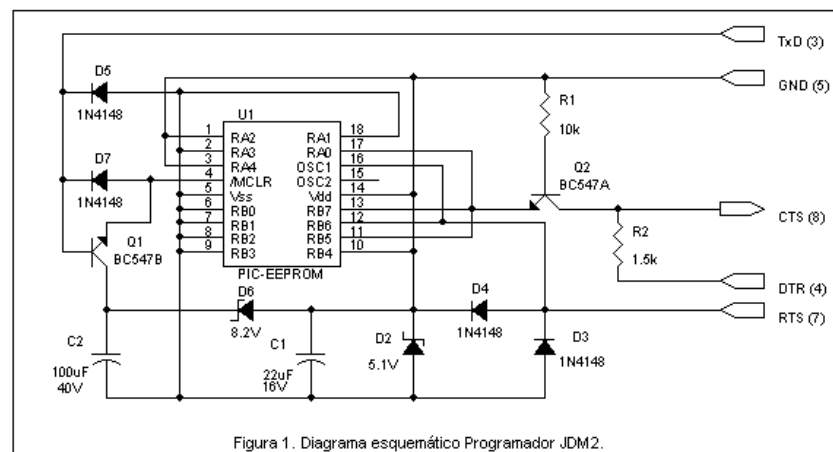 TxD (3)
D5
1N4148
GND (5)
R1
10k
U1
1 RA2 RA1 18
2 RA3 RA0 17
3 RA4 OSC1 16
4 /MCLR OSC2 15
5 Vss Vdd 14
6 RB0 RB7 13
7 RB1 RB6 12
8 RB2 RB5 11
9 RB3 RB4 10
PIC-EEPROM
D7
1N4148
Q2
BC547A
CTS (8)
Q1
BC547B
R2
1.5k
DTR (4)
D6
8.2V
D4
1N4148
RTS (7)
C2
100uF
40V
C1
22uF
16V
D2
5.1V
D3
1N4148
Figura 1. Diagrama esquemático Programador JDM2.